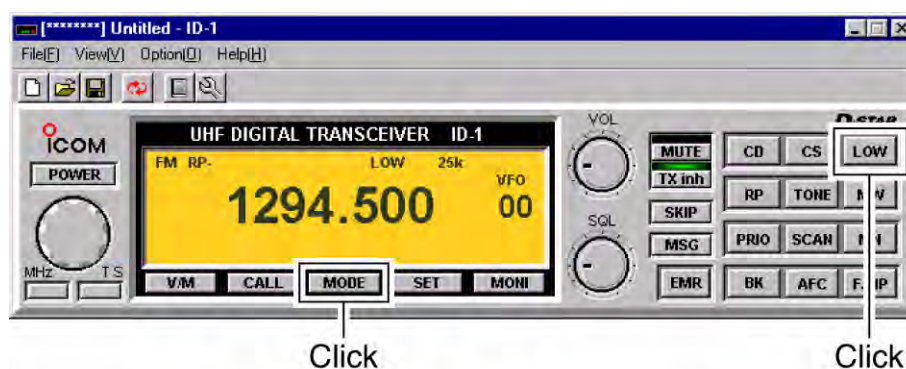 [********] Untitled - ID-1
File(F) View(V) Option(O) Help(H)
ICOM
POWER
MHz TS
UHF DIGITAL TRANSCEIVER ID-1
FM RP- LOW 25k
VFO
1294.500 00
V/M CALL MODE SET MONI
VOL
SQL
MUTE
TX inh
SKIP
MSG
EMR
D-STAR
CD CS LOW
RP TONE
PRIO SCAN
BK AFC
Click Click